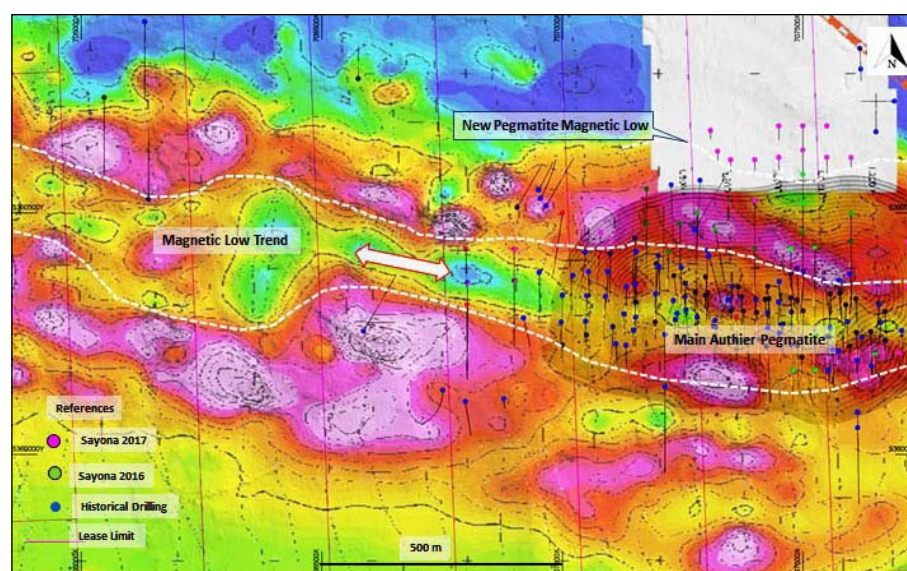 N
New Pegmatite Magnetic Low
Magnetic Low Trend
Main Authier Pegmatite
References
Sayona 2017
Sayona 2016
Historical Drilling
Lease Limit
500 m